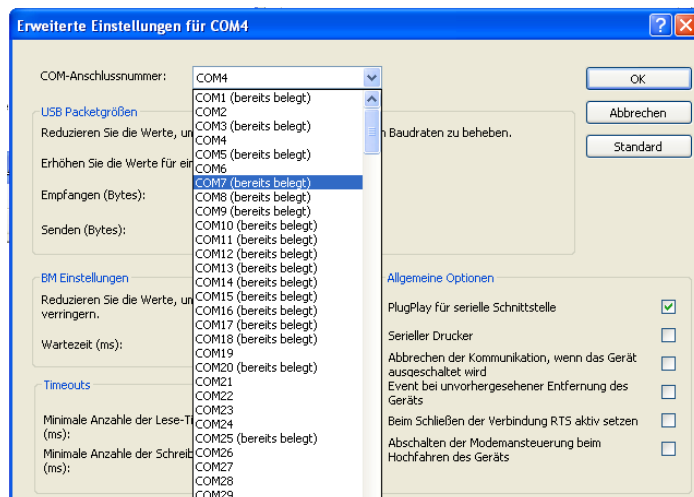 Erweiterte Einstellungen für COM4
COM-Anschlussnummer:
COM4
OK
Abbrechen
Standard
COM1 (bereits belegt)
COM2
COM3 (bereits belegt)
COM4
COM5 (bereits belegt)
COM6
COM7 (bereits belegt)
COM8 (bereits belegt)
COM9 (bereits belegt)
COM10 (bereits belegt)
COM11 (bereits belegt)
COM12 (bereits belegt)
COM13 (bereits belegt)
COM14 (bereits belegt)
COM15 (bereits belegt)
COM16 (bereits belegt)
COM17 (bereits belegt)
COM18 (bereits belegt)
COM19
COM20 (bereits belegt)
COM21
COM22
COM23
COM24
COM25 (bereits belegt)
COM26
COM27
COM28
COM29
USB Packetgrößen
Reduzieren Sie die Werte, un
n Baudraten zu beheben.
Erhöhen Sie die Werte für ein
Empfangen (Bytes):
Senden (Bytes):
BM Einstellungen
Reduzieren Sie die Werte, un
verringern.
Wartezeit (ms):
Timeouts
Minimale Anzahle der Lese-Ti
(ms):
Minimale Anzahle der Schreib
(ms):
Allgemeine Optionen
PlugPlay für serielle Schnittstelle
Serieller Drucker
Abbrechen der Kommunikation, wenn das Gerät
ausgeschaltet wird
Event bei unvorhergesehener Entfernung des
Geräts
Beim Schließen der Verbindung RTS aktiv setzen
Abschalten der Modemansteuerung beim
Hochfahren des Geräts